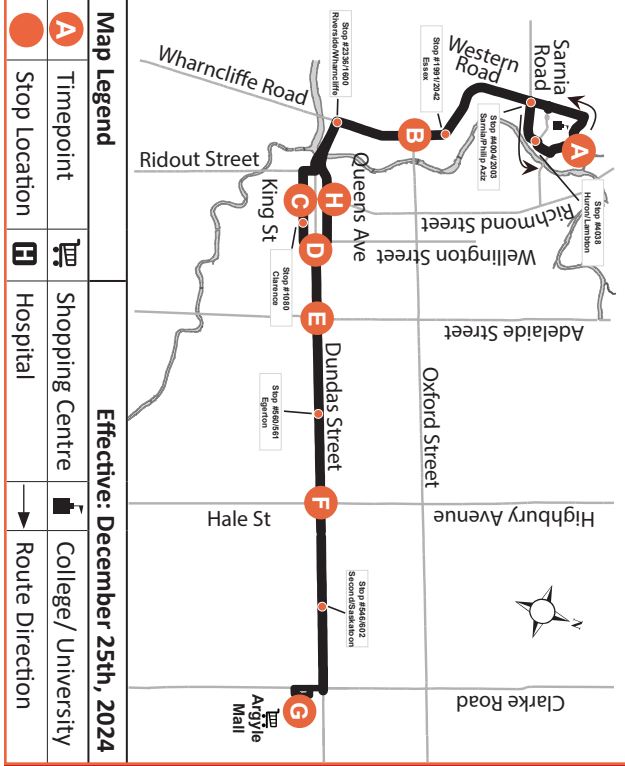 Sarnia
Road
Western
Road
Wharncliffe Road
Ridout Street
Queens Ave
King St
Richmond Street
Wellington Street
Adelaide Street
Oxford Street
Dundas Street
Highbury Avenue
Hale St
Clarke Road
Argyle
Mall
Stop #4038
Huron/Lambton
Stop #4054/2003
Sarnia/Philip Aziz
Stop #1991/2042
Essex
Stop #2336/1600
Riverside/Wharncliffe
Stop #1080
Clarence
Stop #560/561
Egerton
Stop #546/602
Second/Saskatoon
A
B
C
H
D
E
F
G
N
Map Legend
Effective: December 25th, 2024
A Timepoint
Shopping Centre
College/ University
Stop Location
H Hospital
Route Direction